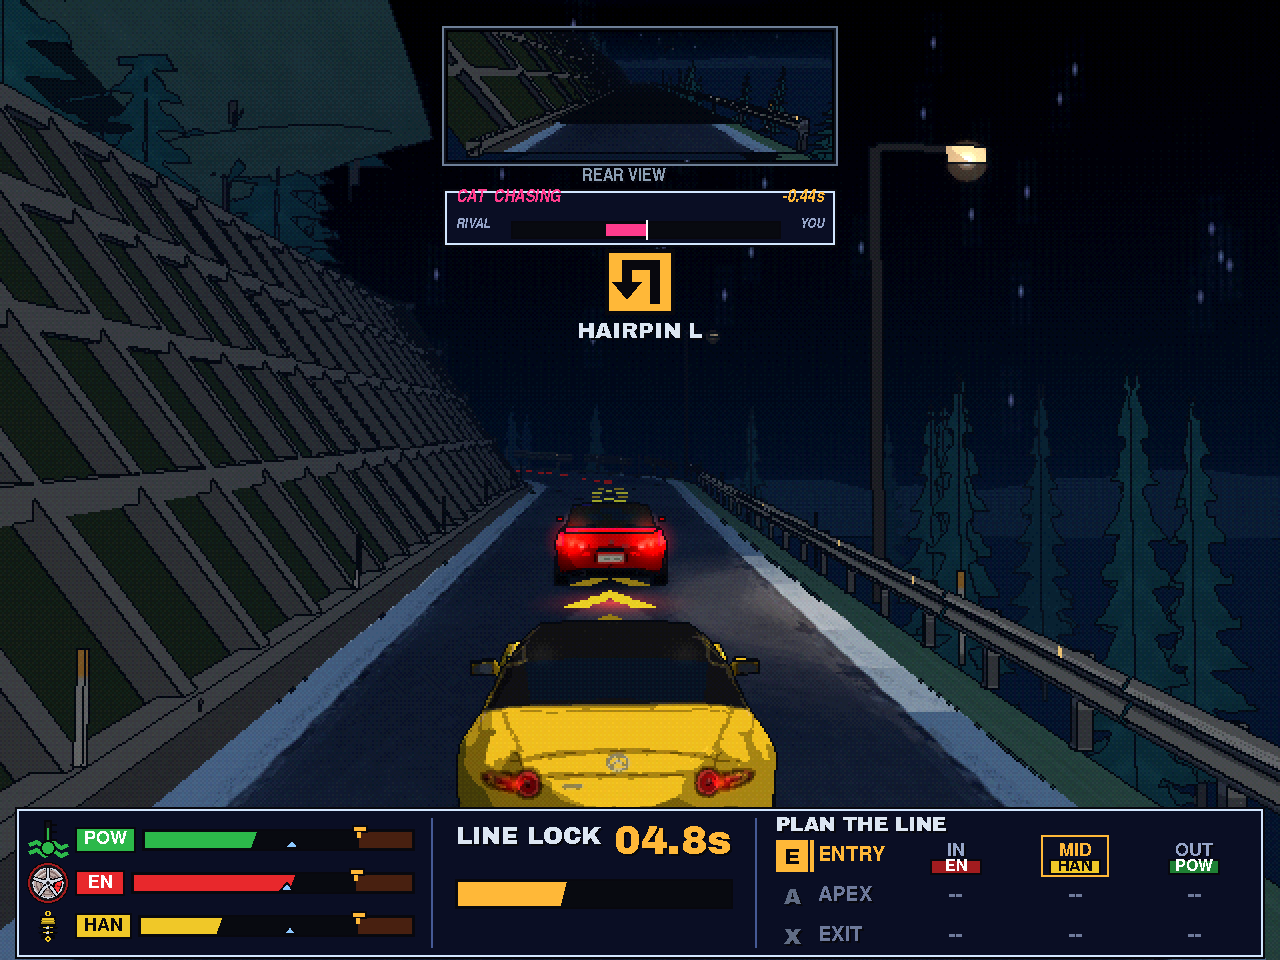 REAR VIEW
CAT CHASING -0.44s
RIVAL YOU
HAIRPIN L
POW
EN
HAN
LINE LOCK 04.8s
PLAN THE LINE
E ENTRY IN EN MID HAN OUT POW
A APEX -- -- --
X EXIT -- -- --